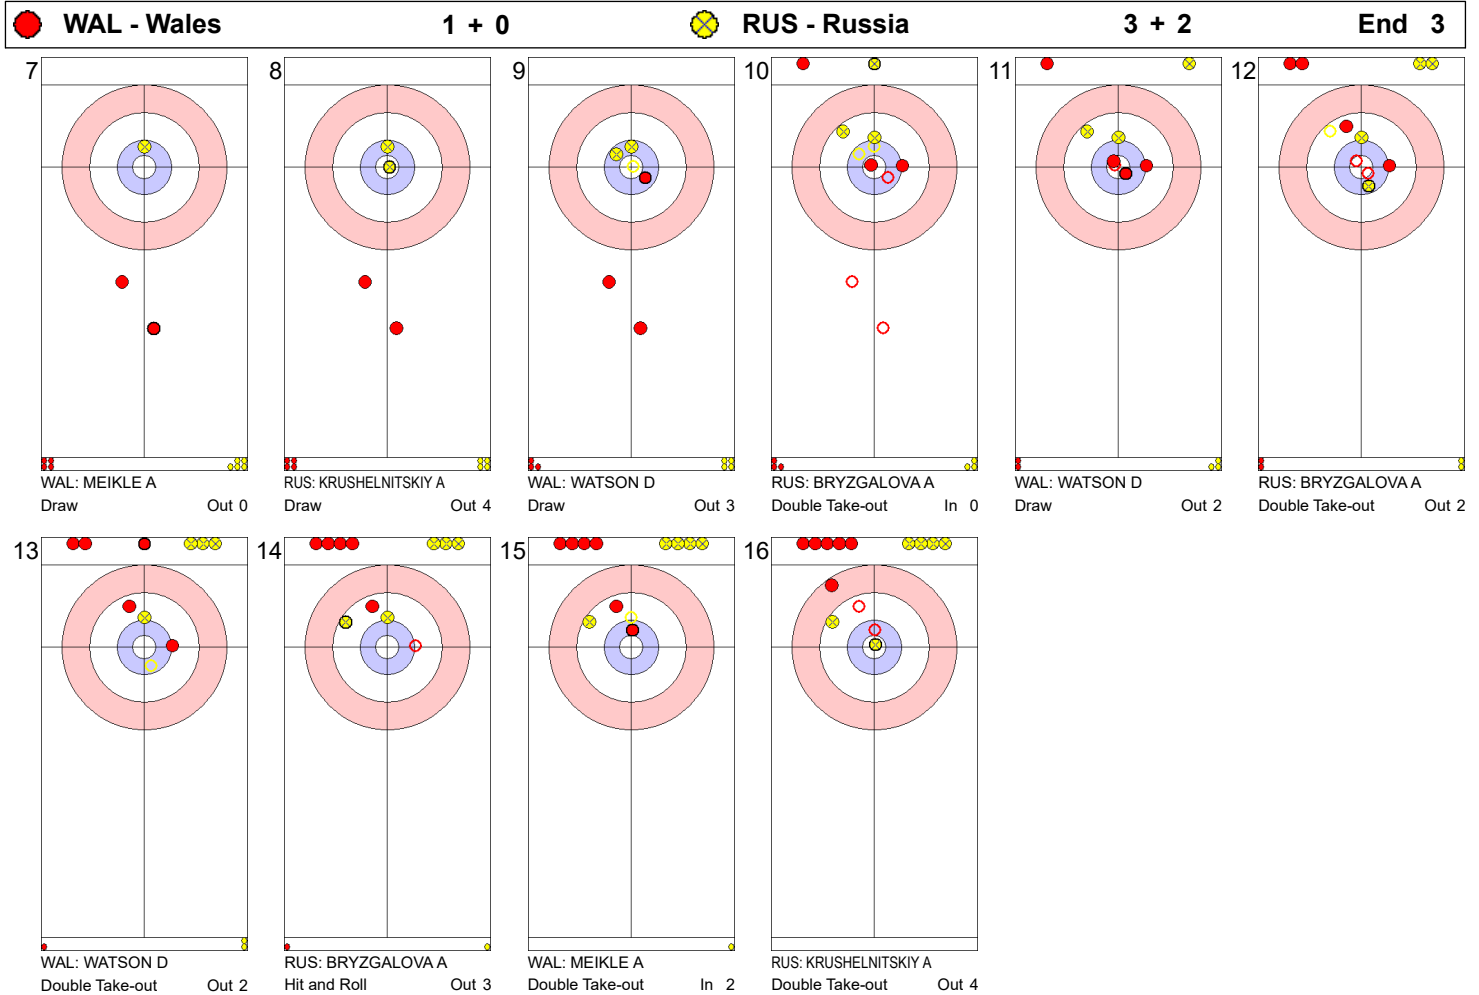 WAL - Wales 1 + 0 RUS - Russia 3 + 2 End 3
7 8 9 10 11 12
WAL: MEIKLE A RUS: KRUSHELNITSKIY A WAL: WATSON D RUS: BRYZGALOVA A WAL: WATSON D RUS: BRYZGALOVA A
Draw Out 0 Draw Out 4 Draw Out 3 Double Take-out In 0 Draw Out 2 Double Take-out Out 2
13 14 15 16
WAL: WATSON D RUS: BRYZGALOVA A WAL: MEIKLE A RUS: KRUSHELNITSKIY A
Double Take-out Out 2 Hit and Roll Out 3 Double Take-out In 2 Double Take-out Out 4